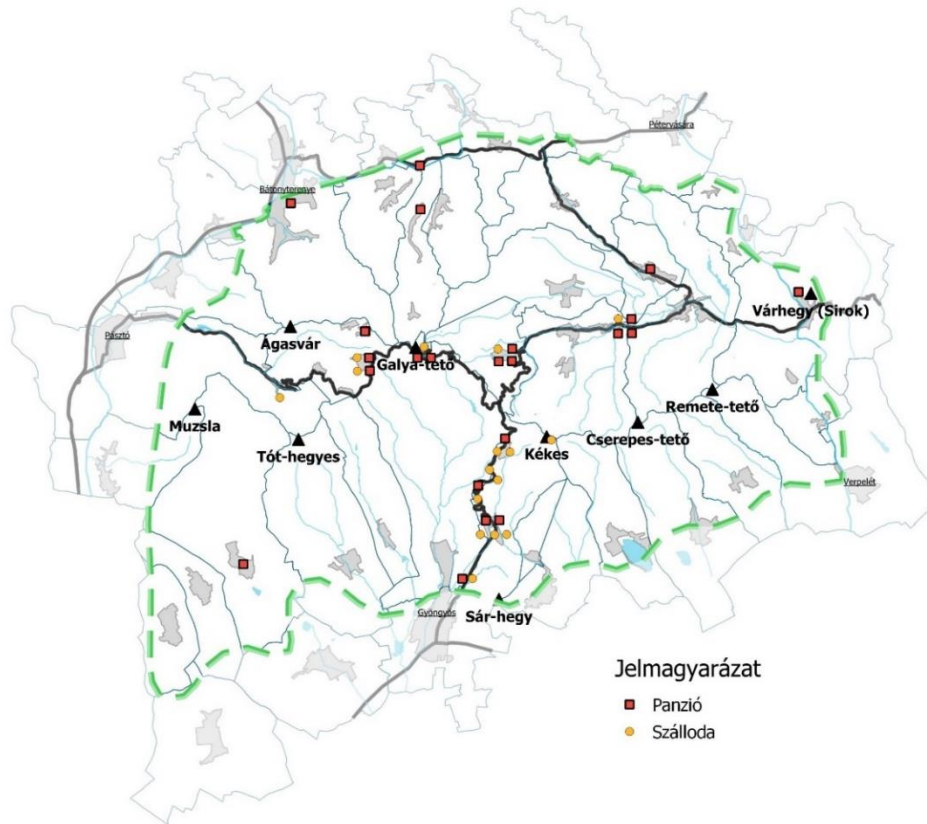 Pétervására
Bátonyterenye
Várhegy (Sirok)
Ágasvár
Pásztó
Galya-tető
Muzsla
Remete-tető
Cserepes-tető
Kékes
Tót-hegyes
Verpelét
Sár-hegy
Gyöngyös
Jelmagyarázat
Panzió
Szálloda